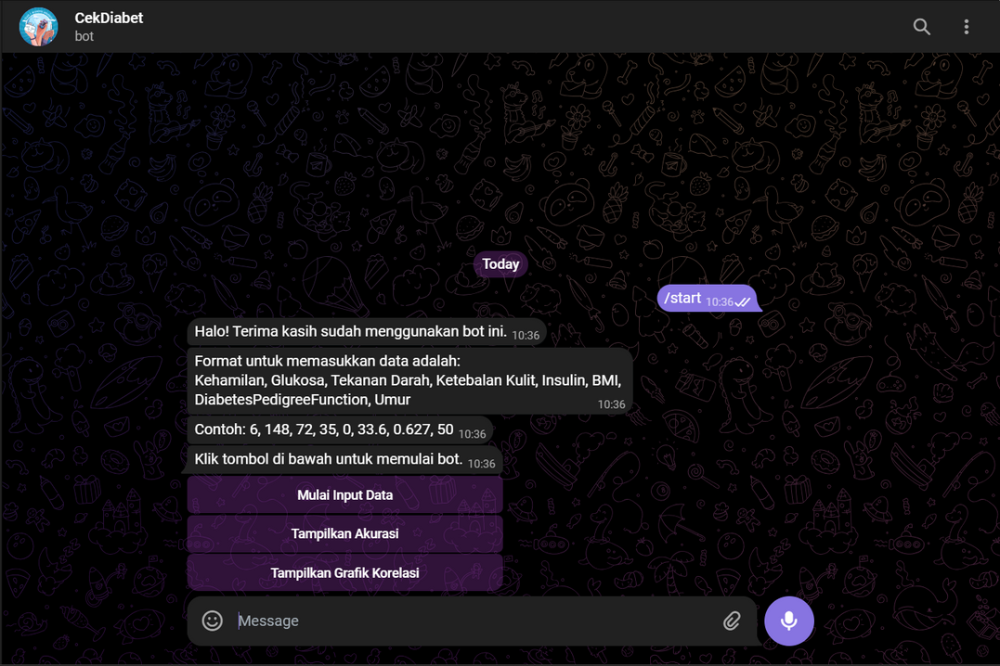 CekDiabet
bot
Today
/start 10:36
Halo! Terima kasih sudah menggunakan bot ini. 10:36
Format untuk memasukkan data adalah:
Kehamilan, Glukosa, Tekanan Darah, Ketebalan Kulit, Insulin, BMI,
DiabetesPedigreeFunction, Umur 10:36
Contoh: 6, 148, 72, 35, 0, 33.6, 0.627, 50 10:36
Klik tombol di bawah untuk memulai bot. 10:36
Mulai Input Data
Tampilkan Akurasi
Tampilkan Grafik Korelasi
Message